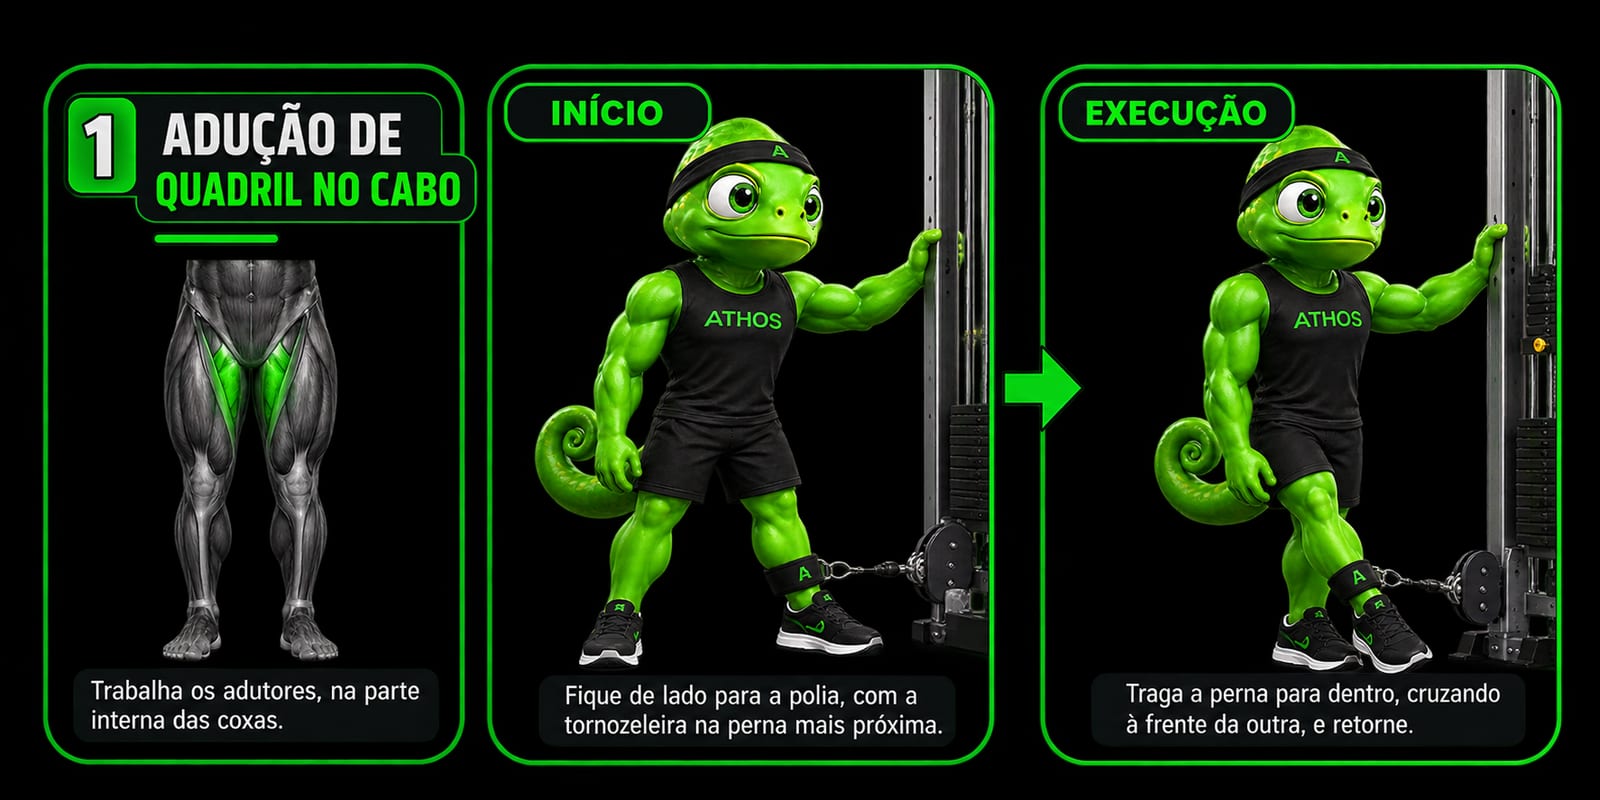 1
ADUÇÃO DE
QUADRIL NO CABO
Trabalha os adutores, na parte
interna das coxas.
INÍCIO
A
ATHOS
A
Fique de lado para a polia, com a
tornozeleira na perna mais próxima.
EXECUÇÃO
A
ATHOS
A
Traga a perna para dentro, cruzando
à frente da outra, e retorne.